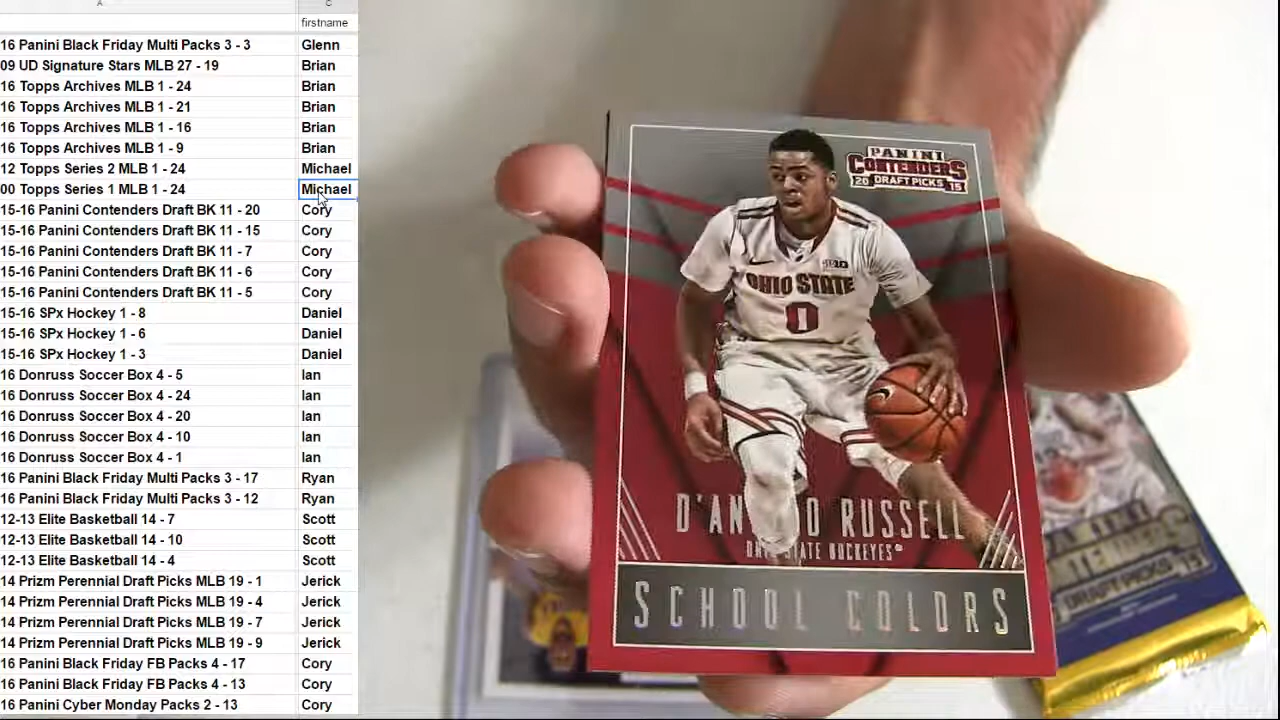 A C
firstname
16 Panini Black Friday Multi Packs 3 - 3 Glenn
09 UD Signature Stars MLB 27 - 19 Brian
16 Topps Archives MLB 1 - 24 Brian
16 Topps Archives MLB 1 - 21 Brian
16 Topps Archives MLB 1 - 16 Brian
16 Topps Archives MLB 1 - 9 Brian
12 Topps Series 2 MLB 1 - 24 Michael
00 Topps Series 1 MLB 1 - 24 Michael
15-16 Panini Contenders Draft BK 11 - 20 Cory
15-16 Panini Contenders Draft BK 11 - 15 Cory
15-16 Panini Contenders Draft BK 11 - 7 Cory
15-16 Panini Contenders Draft BK 11 - 6 Cory
15-16 Panini Contenders Draft BK 11 - 5 Cory
15-16 SPx Hockey 1 - 8 Daniel
15-16 SPx Hockey 1 - 6 Daniel
15-16 SPx Hockey 1 - 3 Daniel
16 Donruss Soccer Box 4 - 5 Ian
16 Donruss Soccer Box 4 - 24 Ian
16 Donruss Soccer Box 4 - 20 Ian
16 Donruss Soccer Box 4 - 10 Ian
16 Donruss Soccer Box 4 - 1 Ian
16 Panini Black Friday Multi Packs 3 - 17 Ryan
16 Panini Black Friday Multi Packs 3 - 12 Ryan
12-13 Elite Basketball 14 - 7 Scott
12-13 Elite Basketball 14 - 10 Scott
12-13 Elite Basketball 14 - 4 Scott
14 Prizm Perennial Draft Picks MLB 19 - 1 Jerick
14 Prizm Perennial Draft Picks MLB 19 - 4 Jerick
14 Prizm Perennial Draft Picks MLB 19 - 7 Jerick
14 Prizm Perennial Draft Picks MLB 19 - 9 Jerick
16 Panini Black Friday FB Packs 4 - 17 Cory
16 Panini Black Friday FB Packs 4 - 13 Cory
16 Panini Cyber Monday Packs 2 - 13 Cory
PANINI
CONTENDERS
20 DRAFT PICKS 15
OHIO STATE
0
D'ANGELO RUSSELL
OHIO STATE BUCKEYES
SCHOOL COLORS
DRAFT PICKS 15